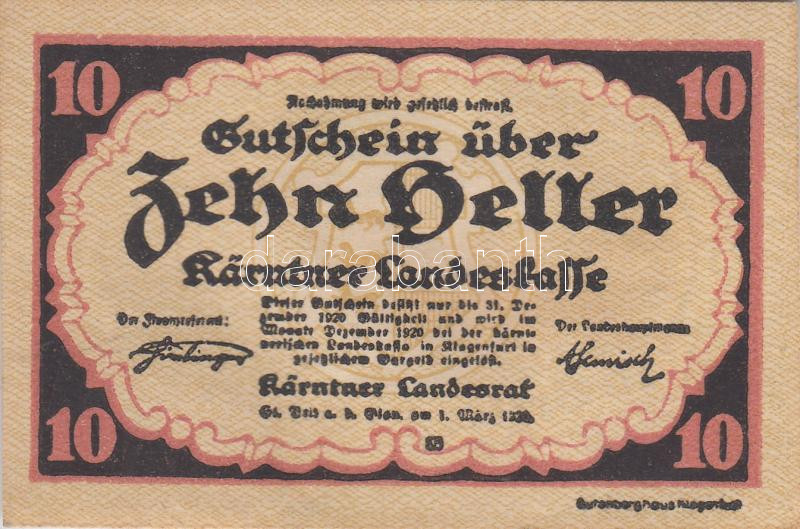 10 10
Nachahmung wird gesetzlich bestraft.
Gutschein über
Zehn Heller
Kärntner Landeskasse
Dieser Gutschein besitzt nur bis 31. De-
zember 1920 Gültigkeit und wird im
Monate Dezember 1920 bei der kärnt-
nerischen Landeskassa in Klagenfurt in
gesetzlichem Bargeld eingelöst.
Der Finanzreferent:
Der Landeshauptmann
Lemisch
Kärntner Landesrat
St. Veit a. d. Glan, am 1. März 1920
10 10
Gutenberghaus Klagenfurt
darabanth